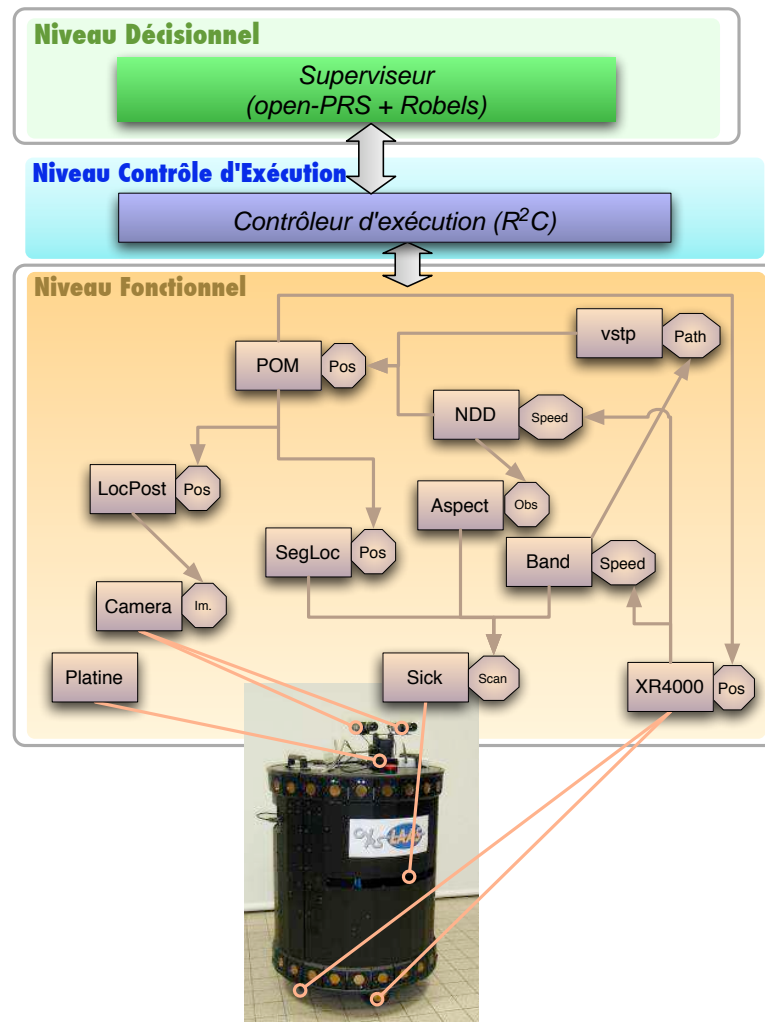 Niveau Décisionnel
Superviseur
(open-PRS + Robels)
Niveau Contrôle d'Exécution
Contrôleur d'exécution (R²C)
Niveau Fonctionnel
vstp
Path
POM
Pos
NDD
Speed
LocPost
Pos
Aspect
Obs
SegLoc
Pos
Band
Speed
Camera
Im.
Platine
Sick
Scan
XR4000
Pos
LAAS